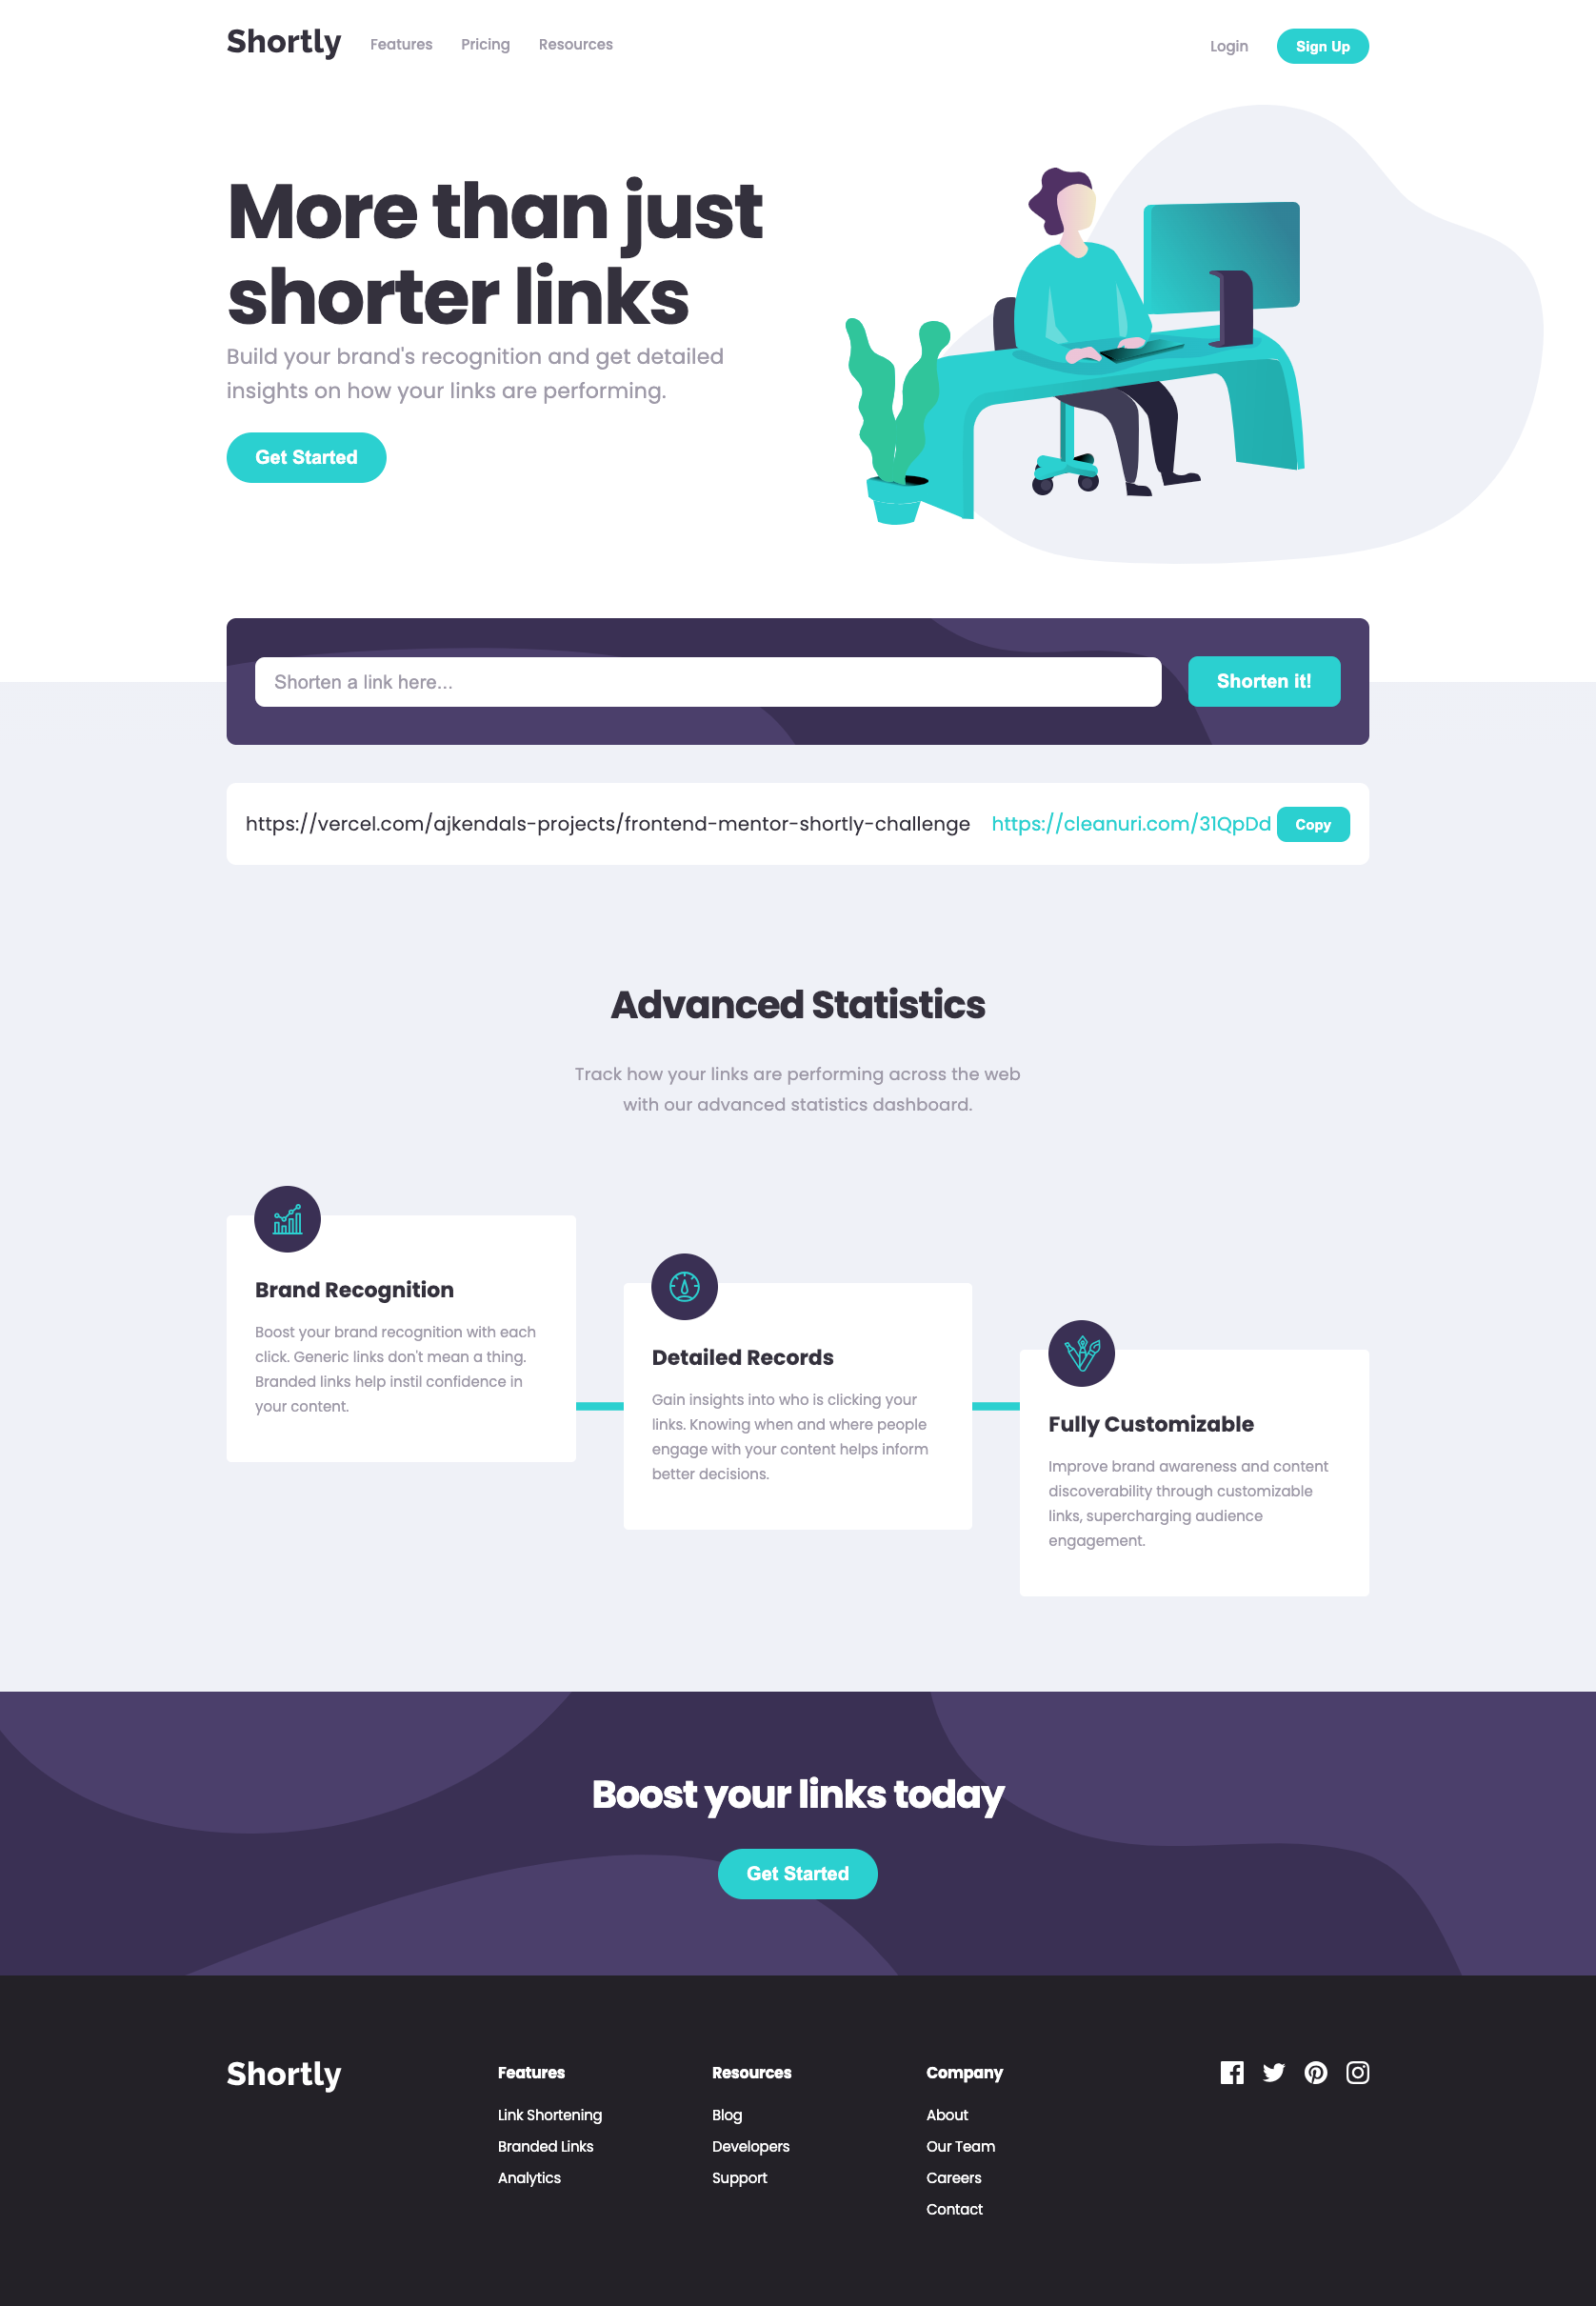 Shortly
Features
Pricing
Resources
Login
Sign Up
More than just
shorter links
Build your brand's recognition and get detailed
insights on how your links are performing.
Get Started
Shorten a link here...
Shorten it!
https://vercel.com/ajkendals-projects/frontend-mentor-shortly-challenge
https://cleanuri.com/31QpDd
Copy
Advanced Statistics
Track how your links are performing across the web
with our advanced statistics dashboard.
Brand Recognition
Boost your brand recognition with each
click. Generic links don't mean a thing.
Branded links help instil confidence in
your content.
Detailed Records
Gain insights into who is clicking your
links. Knowing when and where people
engage with your content helps inform
better decisions.
Fully Customizable
Improve brand awareness and content
discoverability through customizable
links, supercharging audience
engagement.
Boost your links today
Get Started
Shortly
Features
Link Shortening
Branded Links
Analytics
Resources
Blog
Developers
Support
Company
About
Our Team
Careers
Contact